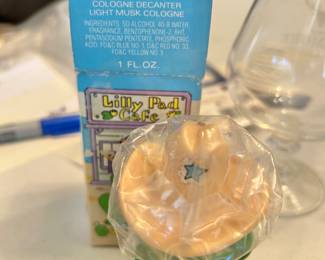 COLOGNE DECANTER
LIGHT MUSK COLOGNE
INGREDIENTS: SD ALCOHOL 40-B WATER,
FRAGRANCE, BENZOPHENONE-2, BHT,
PENTASODIUM PENTETATE, PHOSPHORIC
ACID, FD&C BLUE NO. 1, D&C RED NO. 33,
FD&C YELLOW NO. 5
1 FL. OZ.
Lilly Pad
Cafe